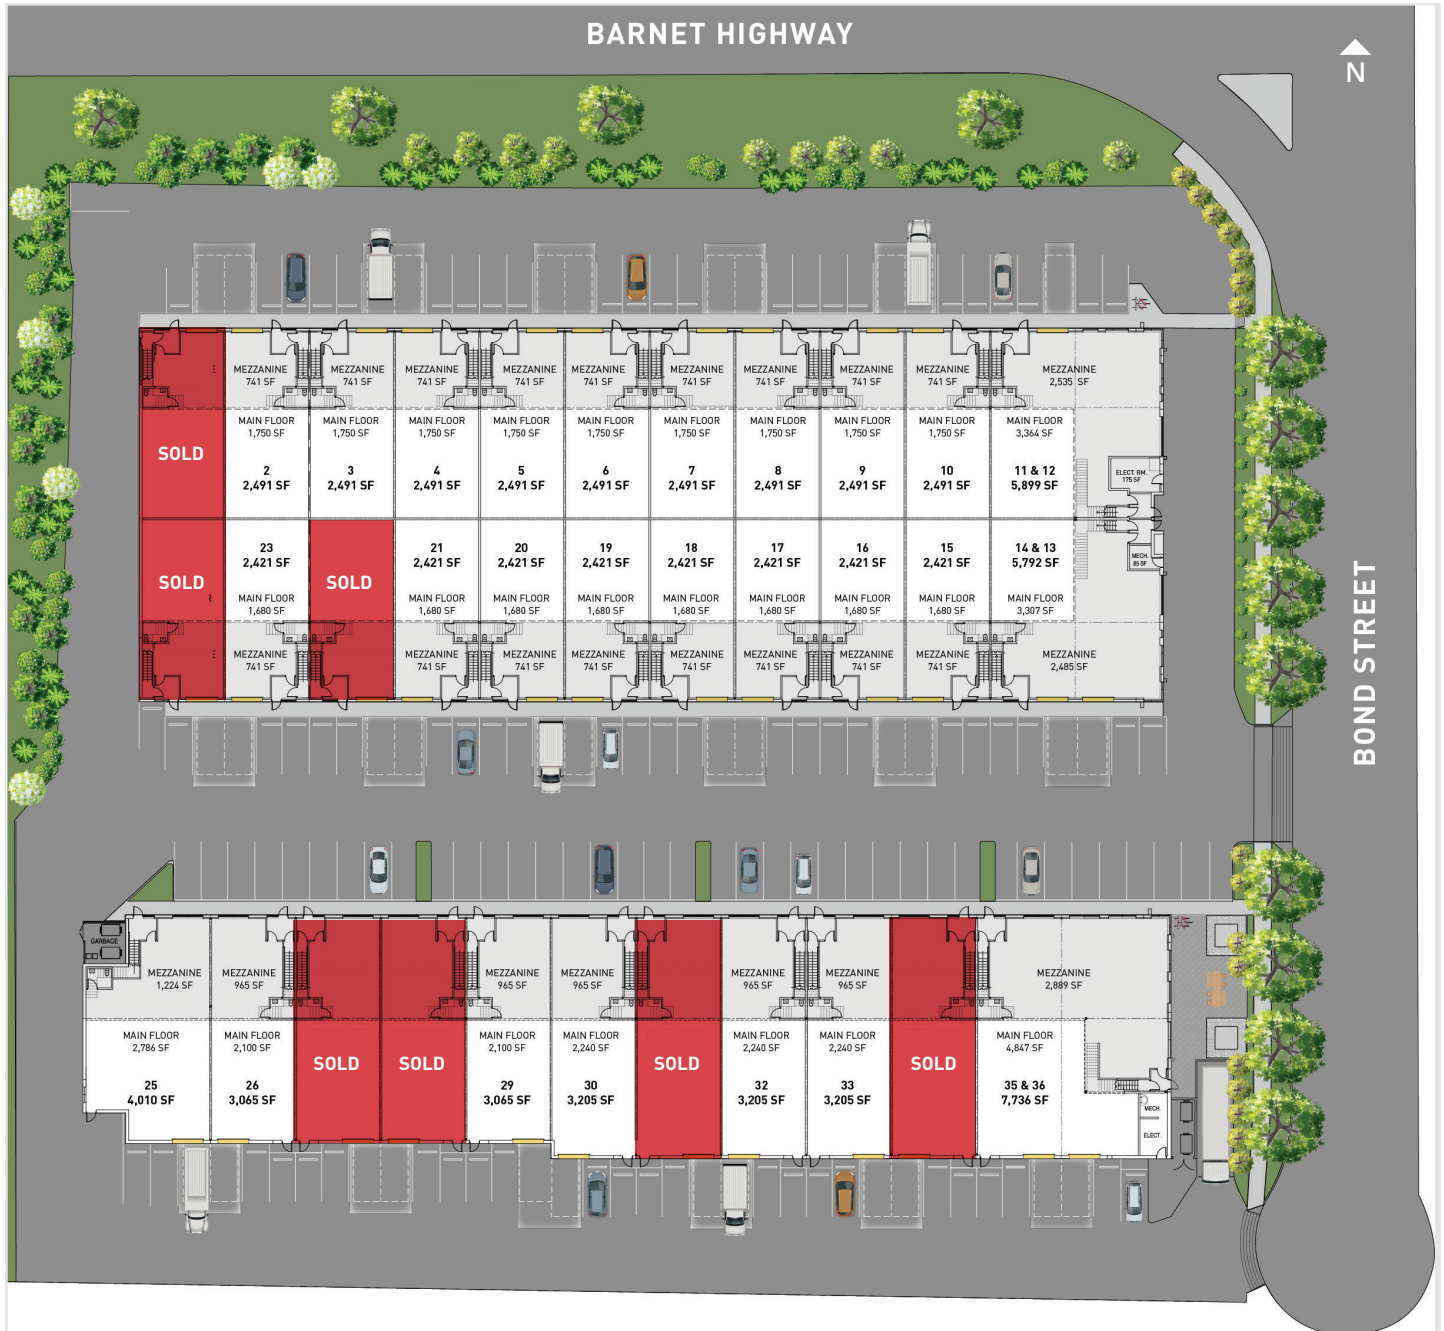 BARNET HIGHWAY
N
MEZZANINE
741 SF
MEZZANINE
741 SF
MEZZANINE
741 SF
MEZZANINE
741 SF
MEZZANINE
741 SF
MEZZANINE
741 SF
MEZZANINE
741 SF
MEZZANINE
741 SF
MEZZANINE
741 SF
MEZZANINE
2,535 SF
SOLD
MAIN FLOOR
1,750 SF
2
2,491 SF
MAIN FLOOR
1,750 SF
3
2,491 SF
MAIN FLOOR
1,750 SF
4
2,491 SF
MAIN FLOOR
1,750 SF
5
2,491 SF
MAIN FLOOR
1,750 SF
6
2,491 SF
MAIN FLOOR
1,750 SF
7
2,491 SF
MAIN FLOOR
1,750 SF
8
2,491 SF
MAIN FLOOR
1,750 SF
9
2,491 SF
MAIN FLOOR
1,750 SF
10
2,491 SF
MAIN FLOOR
3,364 SF
11 & 12
5,899 SF
ELECT. RM.
175 SF
SOLD
23
2,421 SF
MAIN FLOOR
1,680 SF
SOLD
21
2,421 SF
MAIN FLOOR
1,680 SF
20
2,421 SF
MAIN FLOOR
1,680 SF
19
2,421 SF
MAIN FLOOR
1,680 SF
18
2,421 SF
MAIN FLOOR
1,680 SF
17
2,421 SF
MAIN FLOOR
1,680 SF
16
2,421 SF
MAIN FLOOR
1,680 SF
15
2,421 SF
MAIN FLOOR
1,680 SF
14 & 13
5,792 SF
MAIN FLOOR
3,307 SF
MECH.
85 SF
MEZZANINE
741 SF
MEZZANINE
741 SF
MEZZANINE
741 SF
MEZZANINE
741 SF
MEZZANINE
741 SF
MEZZANINE
741 SF
MEZZANINE
741 SF
MEZZANINE
741 SF
MEZZANINE
2,485 SF
BOND STREET
GARBAGE
MEZZANINE
1,224 SF
MEZZANINE
965 SF
MEZZANINE
965 SF
MEZZANINE
965 SF
MEZZANINE
965 SF
MEZZANINE
965 SF
MEZZANINE
2,889 SF
MAIN FLOOR
2,786 SF
25
4,010 SF
MAIN FLOOR
2,100 SF
26
3,065 SF
SOLD
SOLD
MAIN FLOOR
2,100 SF
29
3,065 SF
MAIN FLOOR
2,240 SF
30
3,205 SF
SOLD
MAIN FLOOR
2,240 SF
32
3,205 SF
MAIN FLOOR
2,240 SF
33
3,205 SF
SOLD
MAIN FLOOR
4,847 SF
35 & 36
7,736 SF
MECH.
ELECT.